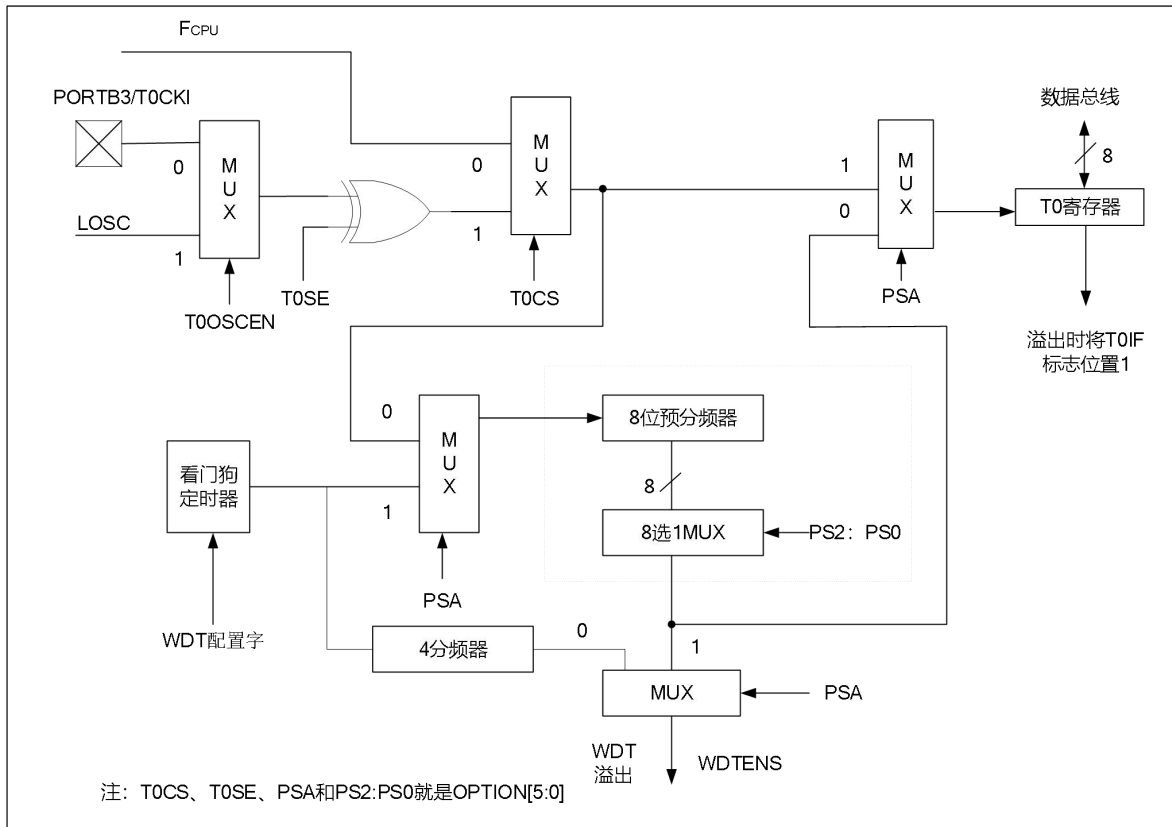 FCPU
PORTB3/T0CKI
数据总线
M
U
X
M
U
X
M
U
X
8
0
0
1
0
T0寄存器
LOSC
1
1
T0SE
T0CS
PSA
T0OSCEN
溢出时将T0IF
标志位置1
0
M
U
X
8位预分频器
看门狗
定时器
8
1
8选1MUX
PS2：PS0
PSA
WDT配置字
4分频器
0
1
MUX
PSA
WDT
溢出
WDTENS
注：T0CS、T0SE、PSA和PS2:PS0就是OPTION[5:0]